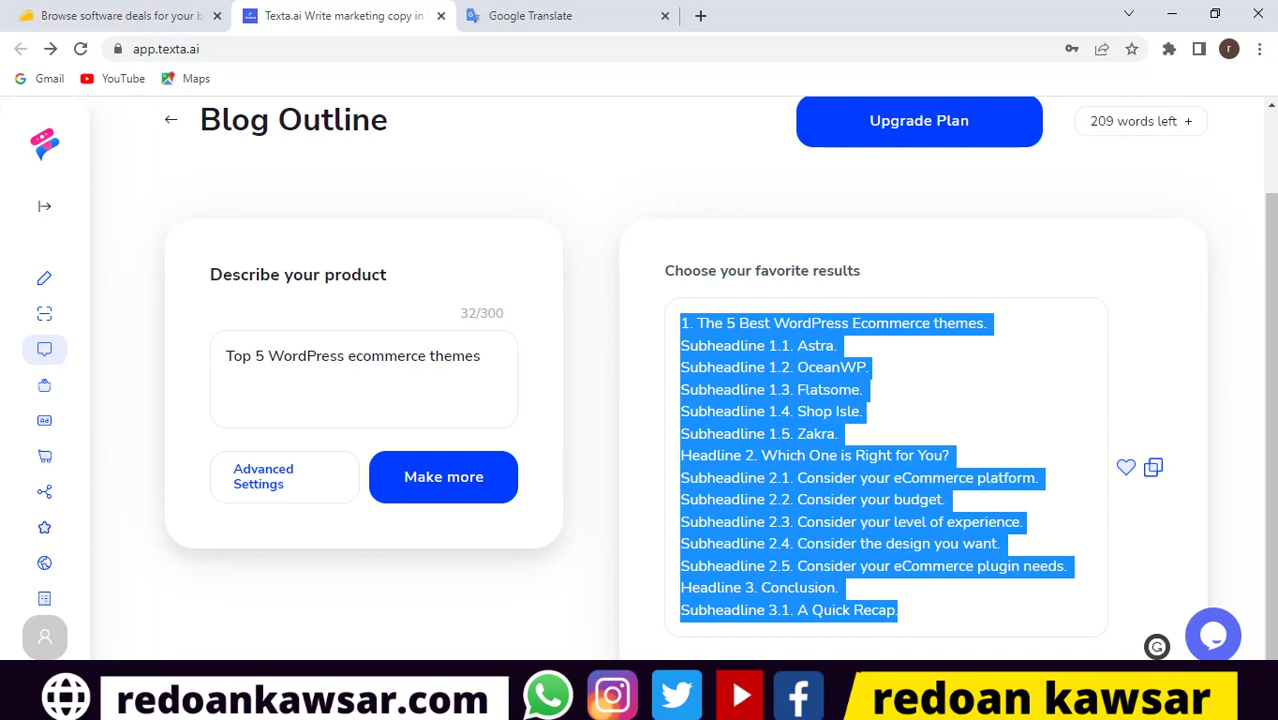 Browse software deals for your b
Texta.ai Write marketing copy in
Google Translate
app.texta.ai
r
Gmail
YouTube
Maps
Blog Outline
Upgrade Plan
209 words left +
Describe your product
32/300
Top 5 WordPress ecommerce themes
Advanced
Settings
Make more
Choose your favorite results
1. The 5 Best WordPress Ecommerce themes.
Subheadline 1.1. Astra.
Subheadline 1.2. OceanWP.
Subheadline 1.3. Flatsome.
Subheadline 1.4. Shop Isle.
Subheadline 1.5. Zakra.
Headline 2. Which One is Right for You?
Subheadline 2.1. Consider your eCommerce platform.
Subheadline 2.2. Consider your budget.
Subheadline 2.3. Consider your level of experience.
Subheadline 2.4. Consider the design you want.
Subheadline 2.5. Consider your eCommerce plugin needs.
Headline 3. Conclusion.
Subheadline 3.1. A Quick Recap.
Ad
redoankawsar.com
redoan kawsar